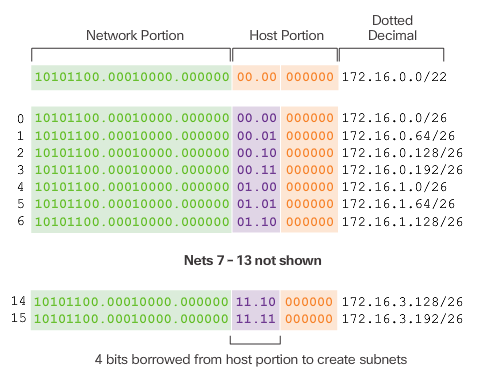 Network Portion Host Portion Dotted Decimal
10101100.00010000.000000 00.00 000000 172.16.0.0/22
0 10101100.00010000.000000 00.00 000000 172.16.0.0/26
1 10101100.00010000.000000 00.01 000000 172.16.0.64/26
2 10101100.00010000.000000 00.10 000000 172.16.0.128/26
3 10101100.00010000.000000 00.11 000000 172.16.0.192/26
4 10101100.00010000.000000 01.00 000000 172.16.1.0/26
5 10101100.00010000.000000 01.01 000000 172.16.1.64/26
6 10101100.00010000.000000 01.10 000000 172.16.1.128/26
Nets 7 – 13 not shown
14 10101100.00010000.000000 11.10 000000 172.16.3.128/26
15 10101100.00010000.000000 11.11 000000 172.16.3.192/26
4 bits borrowed from host portion to create subnets